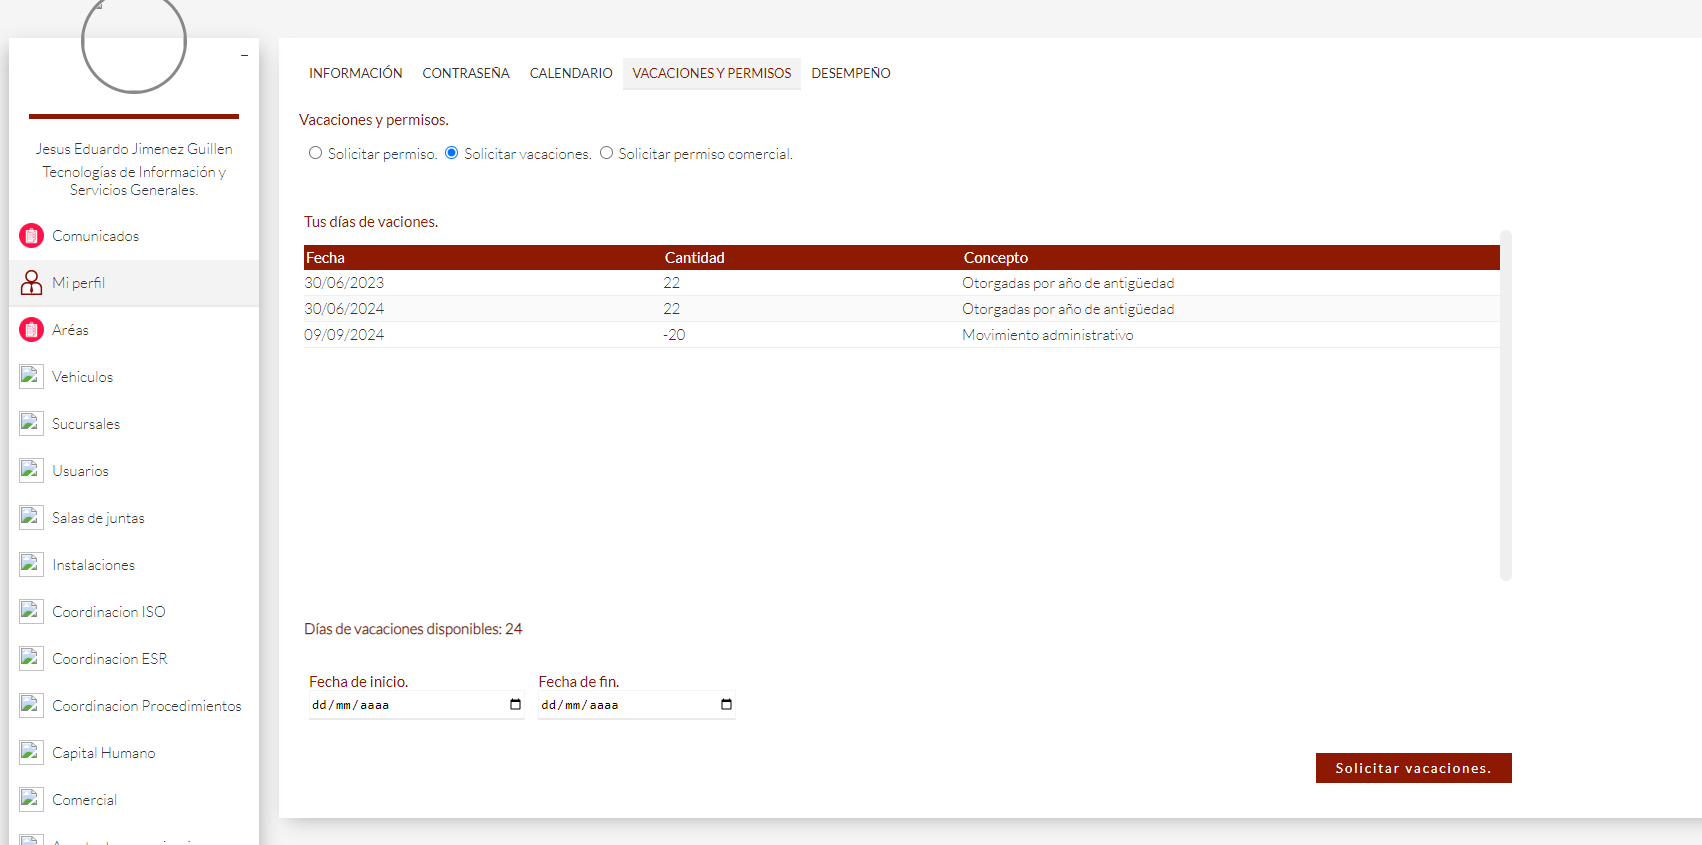 –
Jesus Eduardo Jimenez Guillen
Tecnologías de Información y
Servicios Generales.
Comunicados
Mi perfil
Aréas
Vehiculos
Sucursales
Usuarios
Salas de juntas
Instalaciones
Coordinacion ISO
Coordinacion ESR
Coordinacion Procedimientos
Capital Humano
Comercial
INFORMACIÓN CONTRASEÑA CALENDARIO VACACIONES Y PERMISOS DESEMPEÑO
Vacaciones y permisos.
Solicitar permiso. Solicitar vacaciones. Solicitar permiso comercial.
Tus días de vaciones.
Fecha Cantidad Concepto
30/06/2023 22 Otorgadas por año de antigüedad
30/06/2024 22 Otorgadas por año de antigüedad
09/09/2024 -20 Movimiento administrativo
Días de vacaciones disponibles: 24
Fecha de inicio. Fecha de fin.
dd/mm/aaaa dd/mm/aaaa
Solicitar vacaciones.